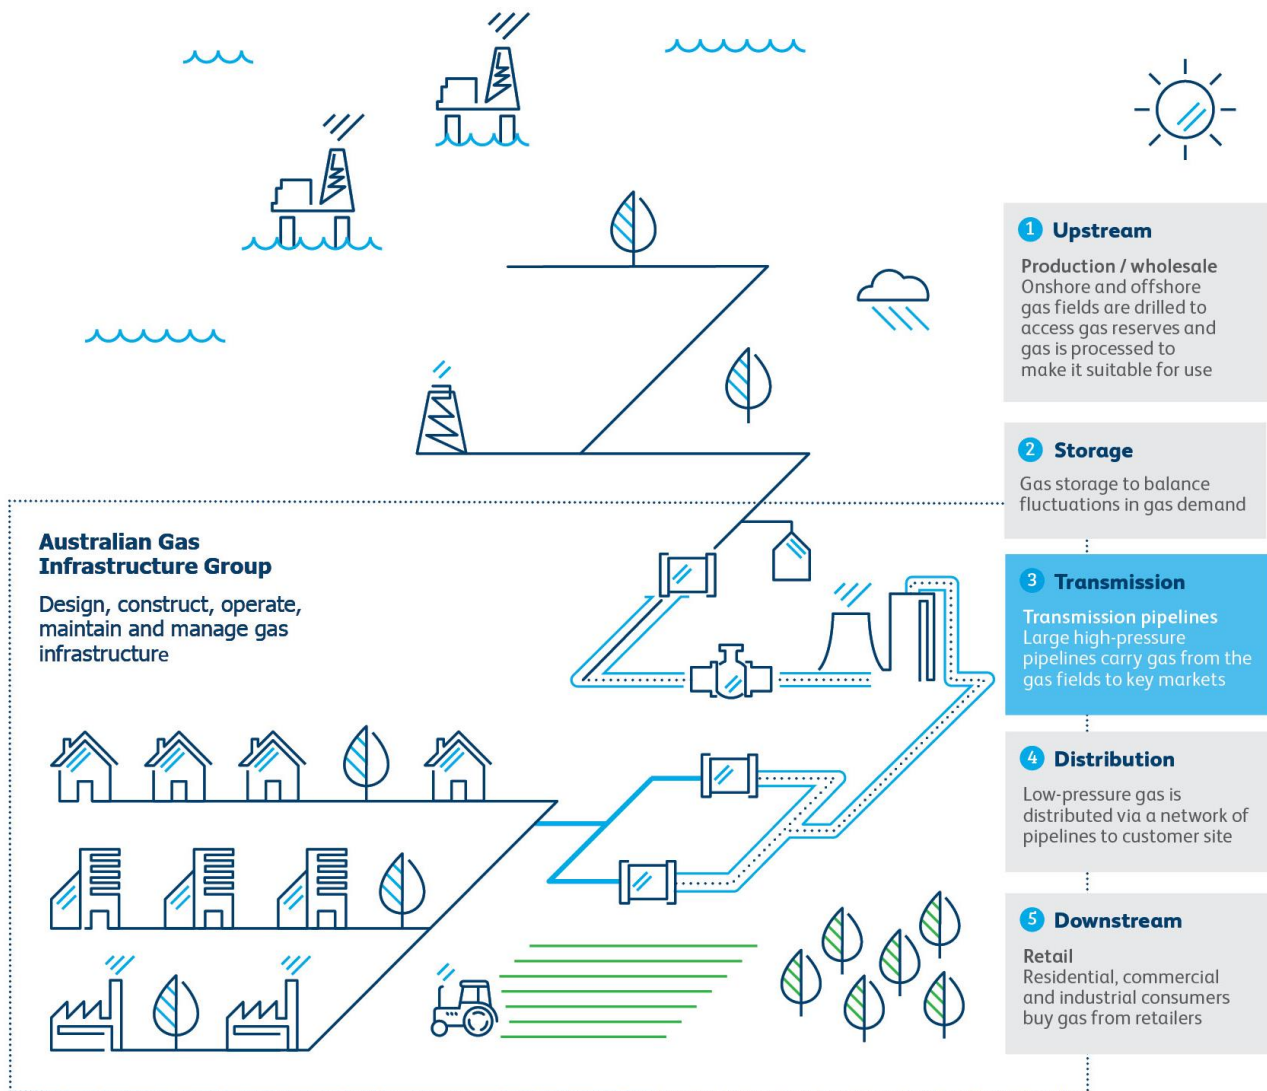 1 Upstream
Production / wholesale
Onshore and offshore
gas fields are drilled to
access gas reserves and
gas is processed to
make it suitable for use
2 Storage
Gas storage to balance
fluctuations in gas demand
Australian Gas
Infrastructure Group
Design, construct, operate,
maintain and manage gas
infrastructure
3 Transmission
Transmission pipelines
Large high-pressure
pipelines carry gas from the
gas fields to key markets
4 Distribution
Low-pressure gas is
distributed via a network of
pipelines to customer site
5 Downstream
Retail
Residential, commercial
and industrial consumers
buy gas from retailers